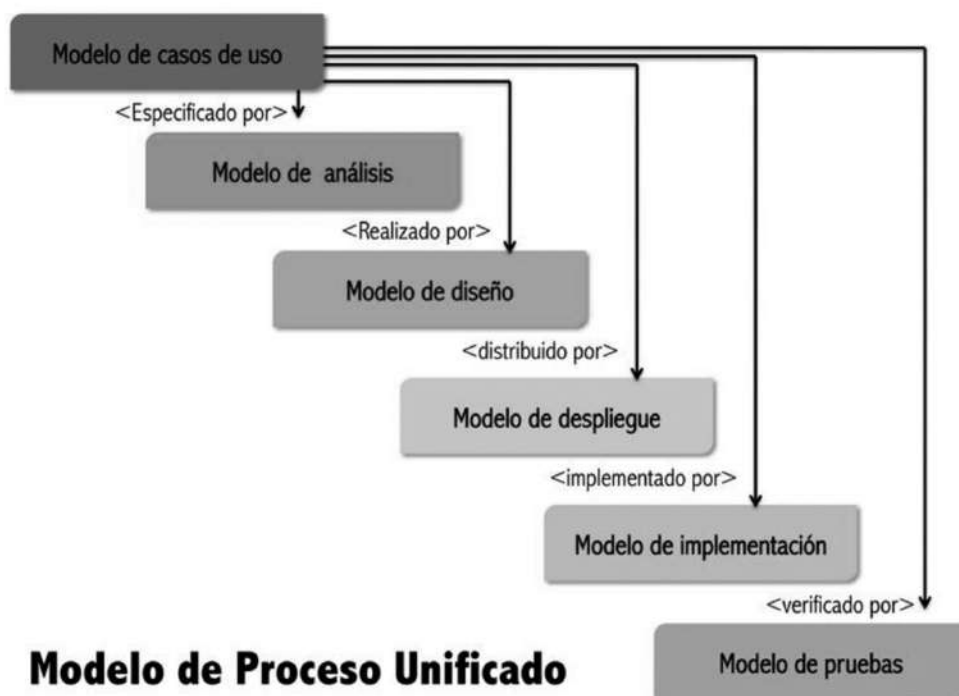 Modelo de casos de uso
<Especificado por>
Modelo de análisis
<Realizado por>
Modelo de diseño
<distribuido por>
Modelo de despliegue
<implementado por>
Modelo de implementación
<verificado por>
Modelo de Proceso Unificado
Modelo de pruebas